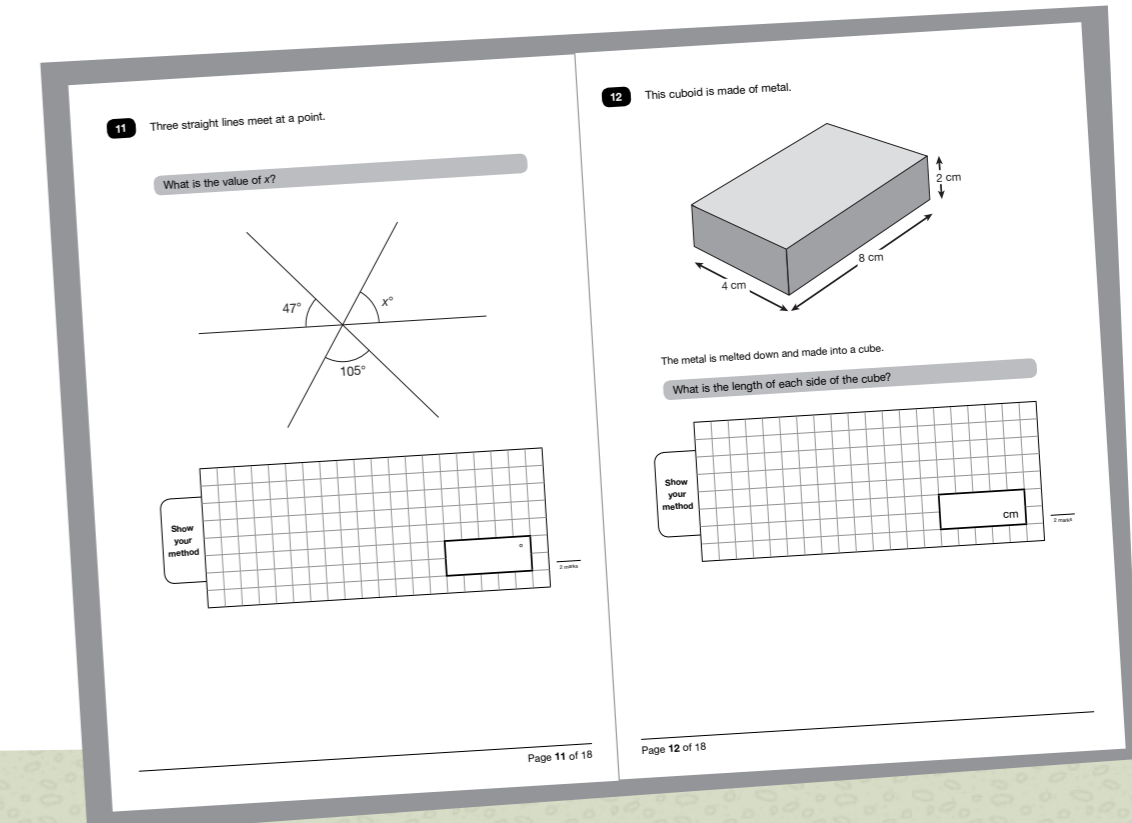 11
Three straight lines meet at a point.
What is the value of x?
47°
x°
105°
Show
your
method
°
2 marks
Page 11 of 18
12
This cuboid is made of metal.
2 cm
8 cm
4 cm
The metal is melted down and made into a cube.
What is the length of each side of the cube?
Show
your
method
cm
2 marks
Page 12 of 18